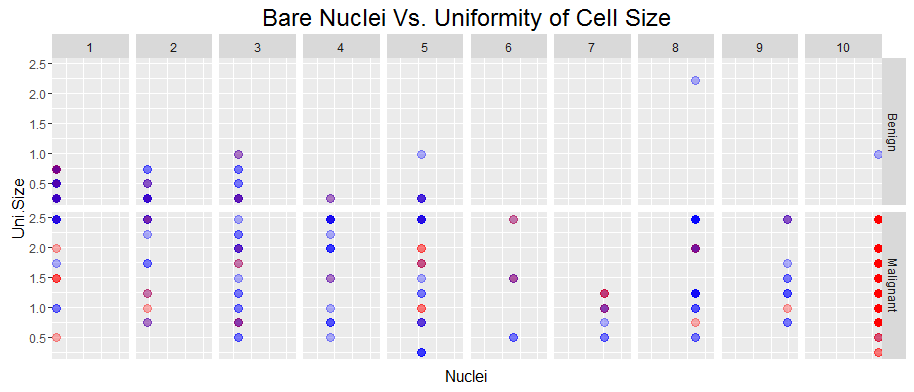 Bare Nuclei Vs. Uniformity of Cell Size
1 2 3 4 5 6 7 8 9 10
2.5
2.0
1.5
1.0
0.5
Benign
Uni.Size
2.5
2.0
1.5
1.0
0.5
Malignant
Nuclei